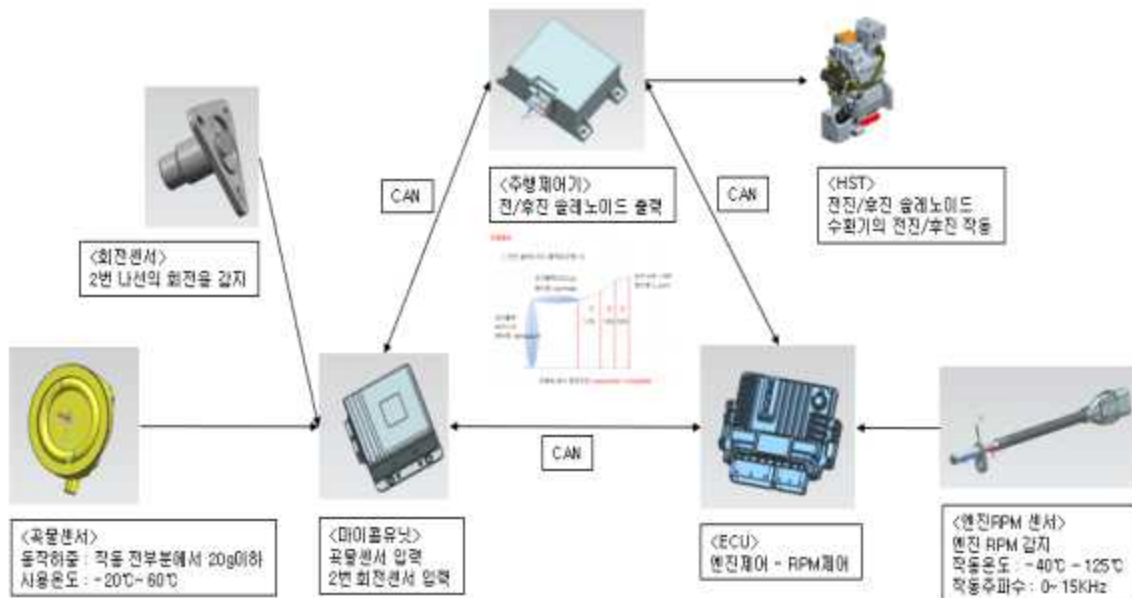 CAN
<주행제어기>
전/후진 솔레노이드 출력
CAN
<HST>
전진/후진 솔레노이드
수확기의 전진/후진 작동
<회전센서>
2번 나선의 회전을 감지
CAN
<곡물센서>
동작하중 : 작동 전부분에서 20g이하
사용온도 : -20℃~60℃
<마이콤유닛>
곡물센서 입력
2번 회전센서 입력
<ECU>
엔진제어 - RPM제어
<엔진RPM 센서>
엔진 RPM 감지
작동온도 : -40℃ ~125℃
작동주파수 : 0~15KHz